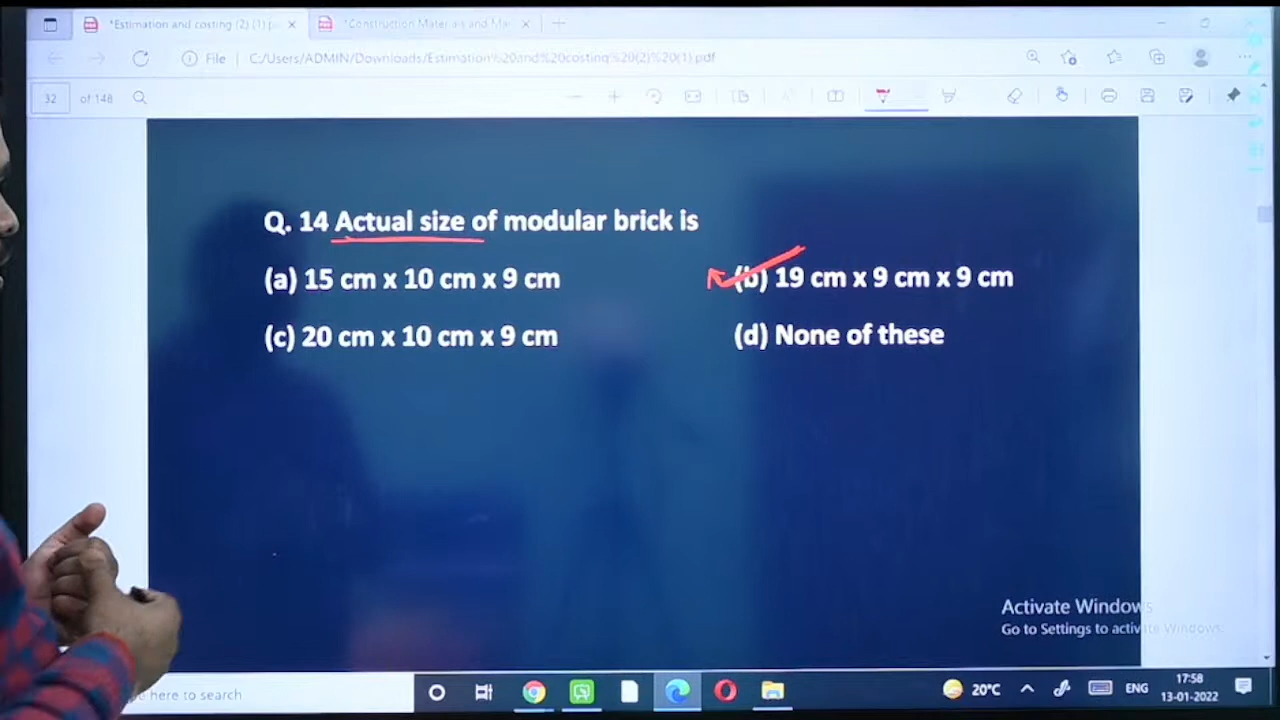 *Estimation and costing (2) (1).p
*Construction Materials and Ma
File
C:/Users/ADMIN/Downloads/Estimation%20and%20costing%20(2)%20(1).pdf
32 of 148
Q. 14 Actual size of modular brick is
(a) 15 cm x 10 cm x 9 cm
(b) 19 cm x 9 cm x 9 cm
(c) 20 cm x 10 cm x 9 cm
(d) None of these
Activate Windows
Go to Settings to activate Windows.
here to search
20°C
ENG
17:58
13-01-2022